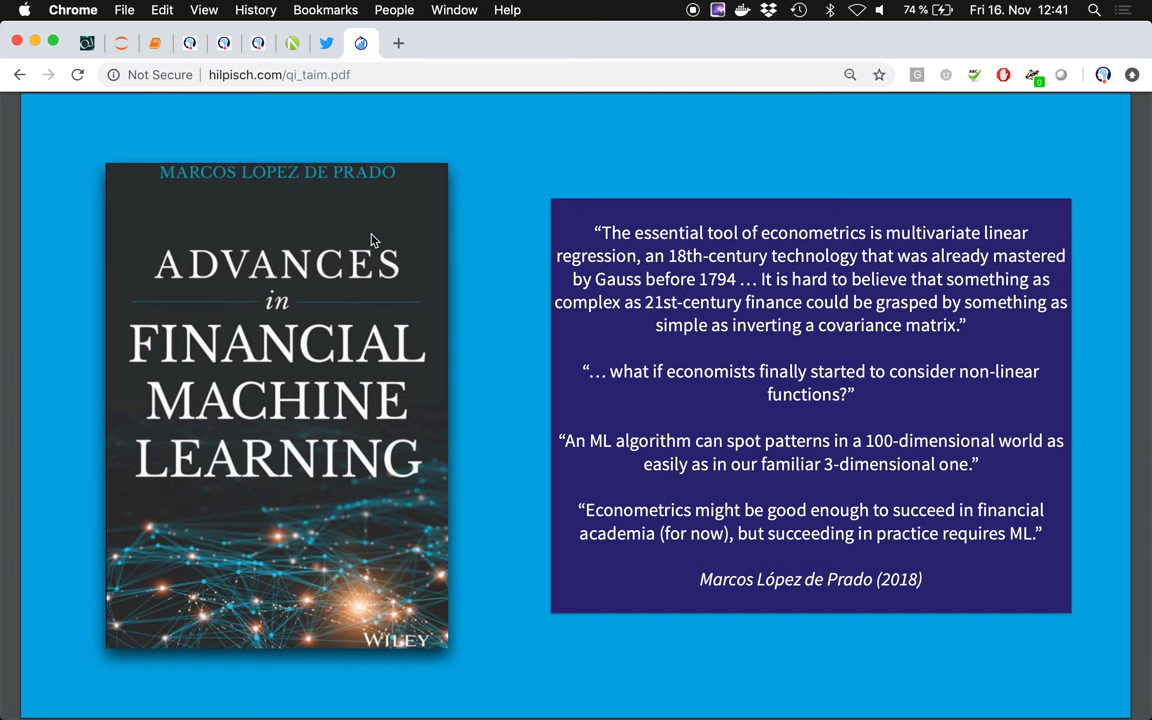 Chrome File Edit View History Bookmarks People Window Help 74 % Fri 16. Nov 12:41
Not Secure hilpisch.com/qi_taim.pdf
MARCOS LOPEZ DE PRADO
ADVANCES
in
FINANCIAL
MACHINE
LEARNING
WILEY
“The essential tool of econometrics is multivariate linear
regression, an 18th-century technology that was already mastered
by Gauss before 1794 … It is hard to believe that something as
complex as 21st-century finance could be grasped by something as
simple as inverting a covariance matrix.”
“… what if economists finally started to consider non-linear
functions?”
“An ML algorithm can spot patterns in a 100-dimensional world as
easily as in our familiar 3-dimensional one.”
“Econometrics might be good enough to succeed in financial
academia (for now), but succeeding in practice requires ML.”
Marcos López de Prado (2018)